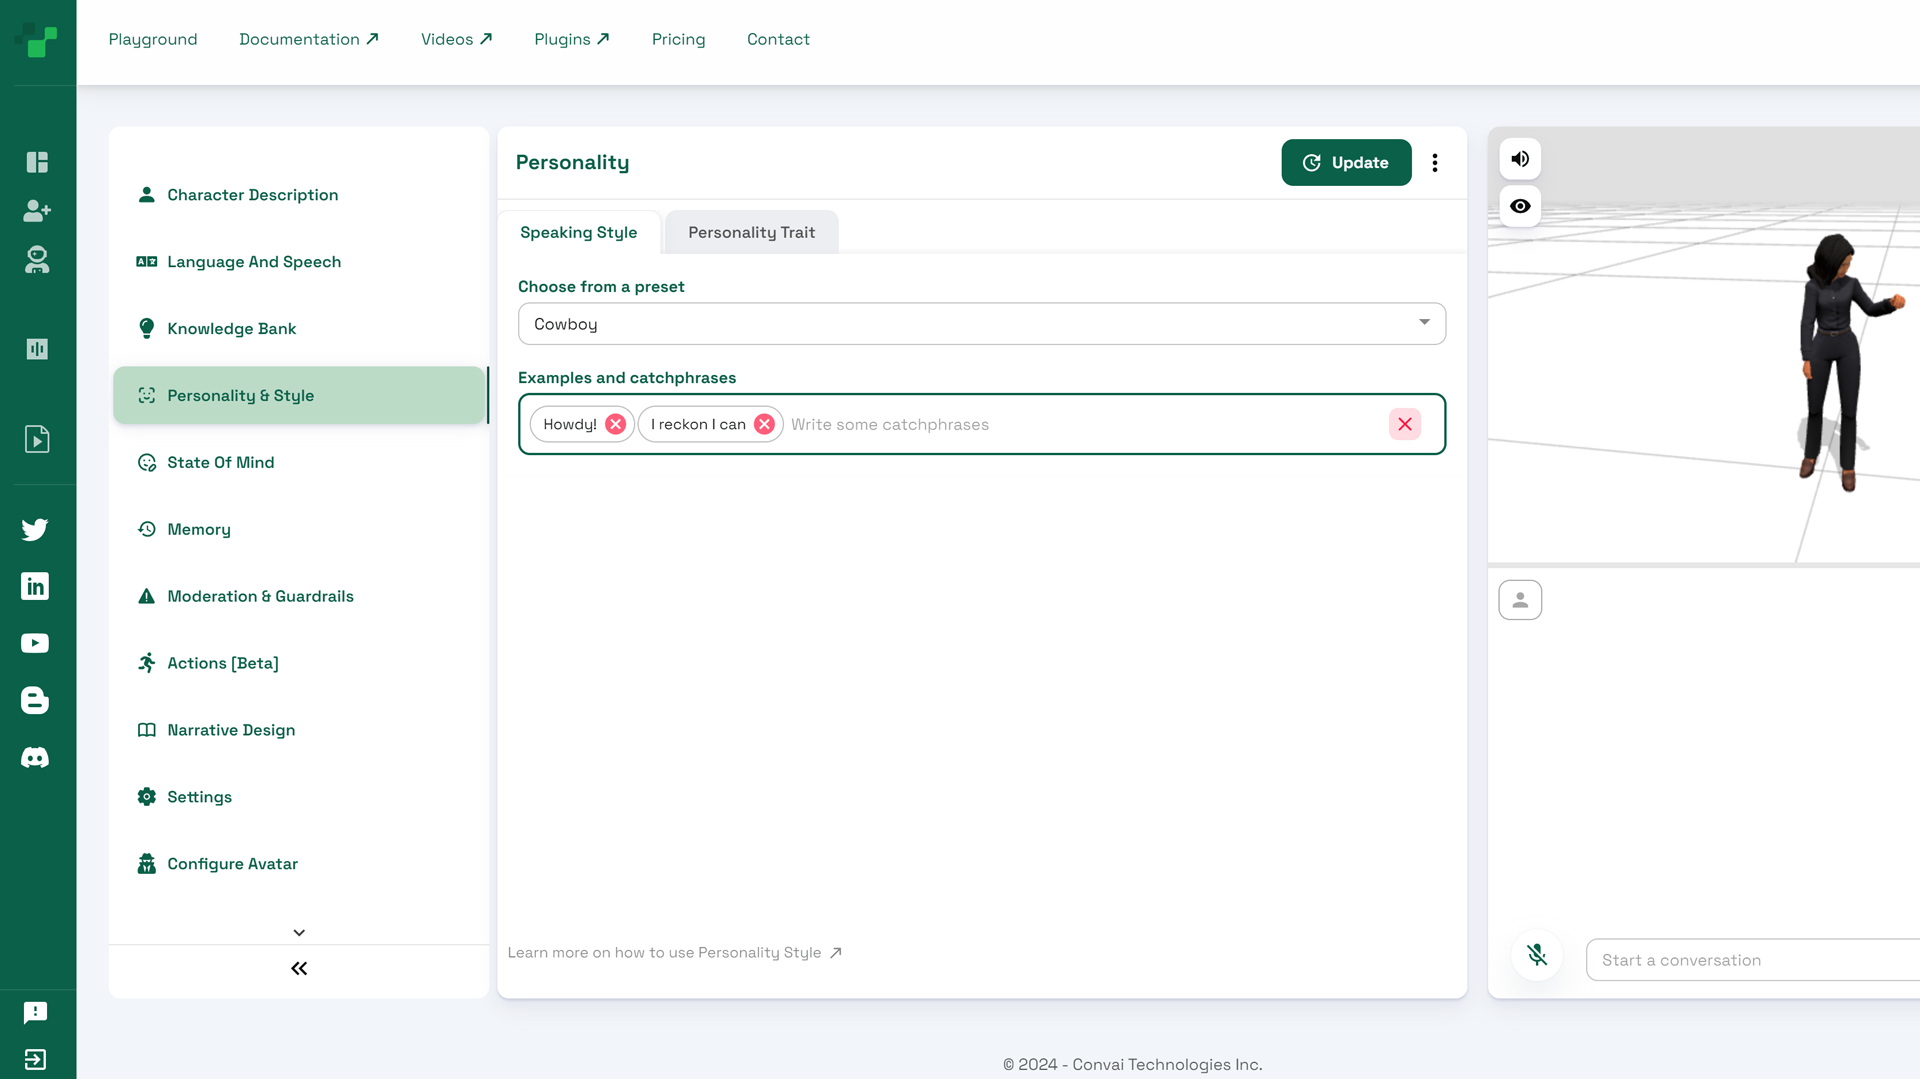 Playground Documentation Videos Plugins Pricing Contact
Character Description
Language And Speech
Knowledge Bank
Personality & Style
State Of Mind
Memory
Moderation & Guardrails
Actions [Beta]
Narrative Design
Settings
Configure Avatar
Personality
Update
Speaking Style Personality Trait
Choose from a preset
Cowboy
Examples and catchphrases
Howdy! I reckon I can Write some catchphrases
Learn more on how to use Personality Style
Start a conversation
© 2024 - Convai Technologies Inc.